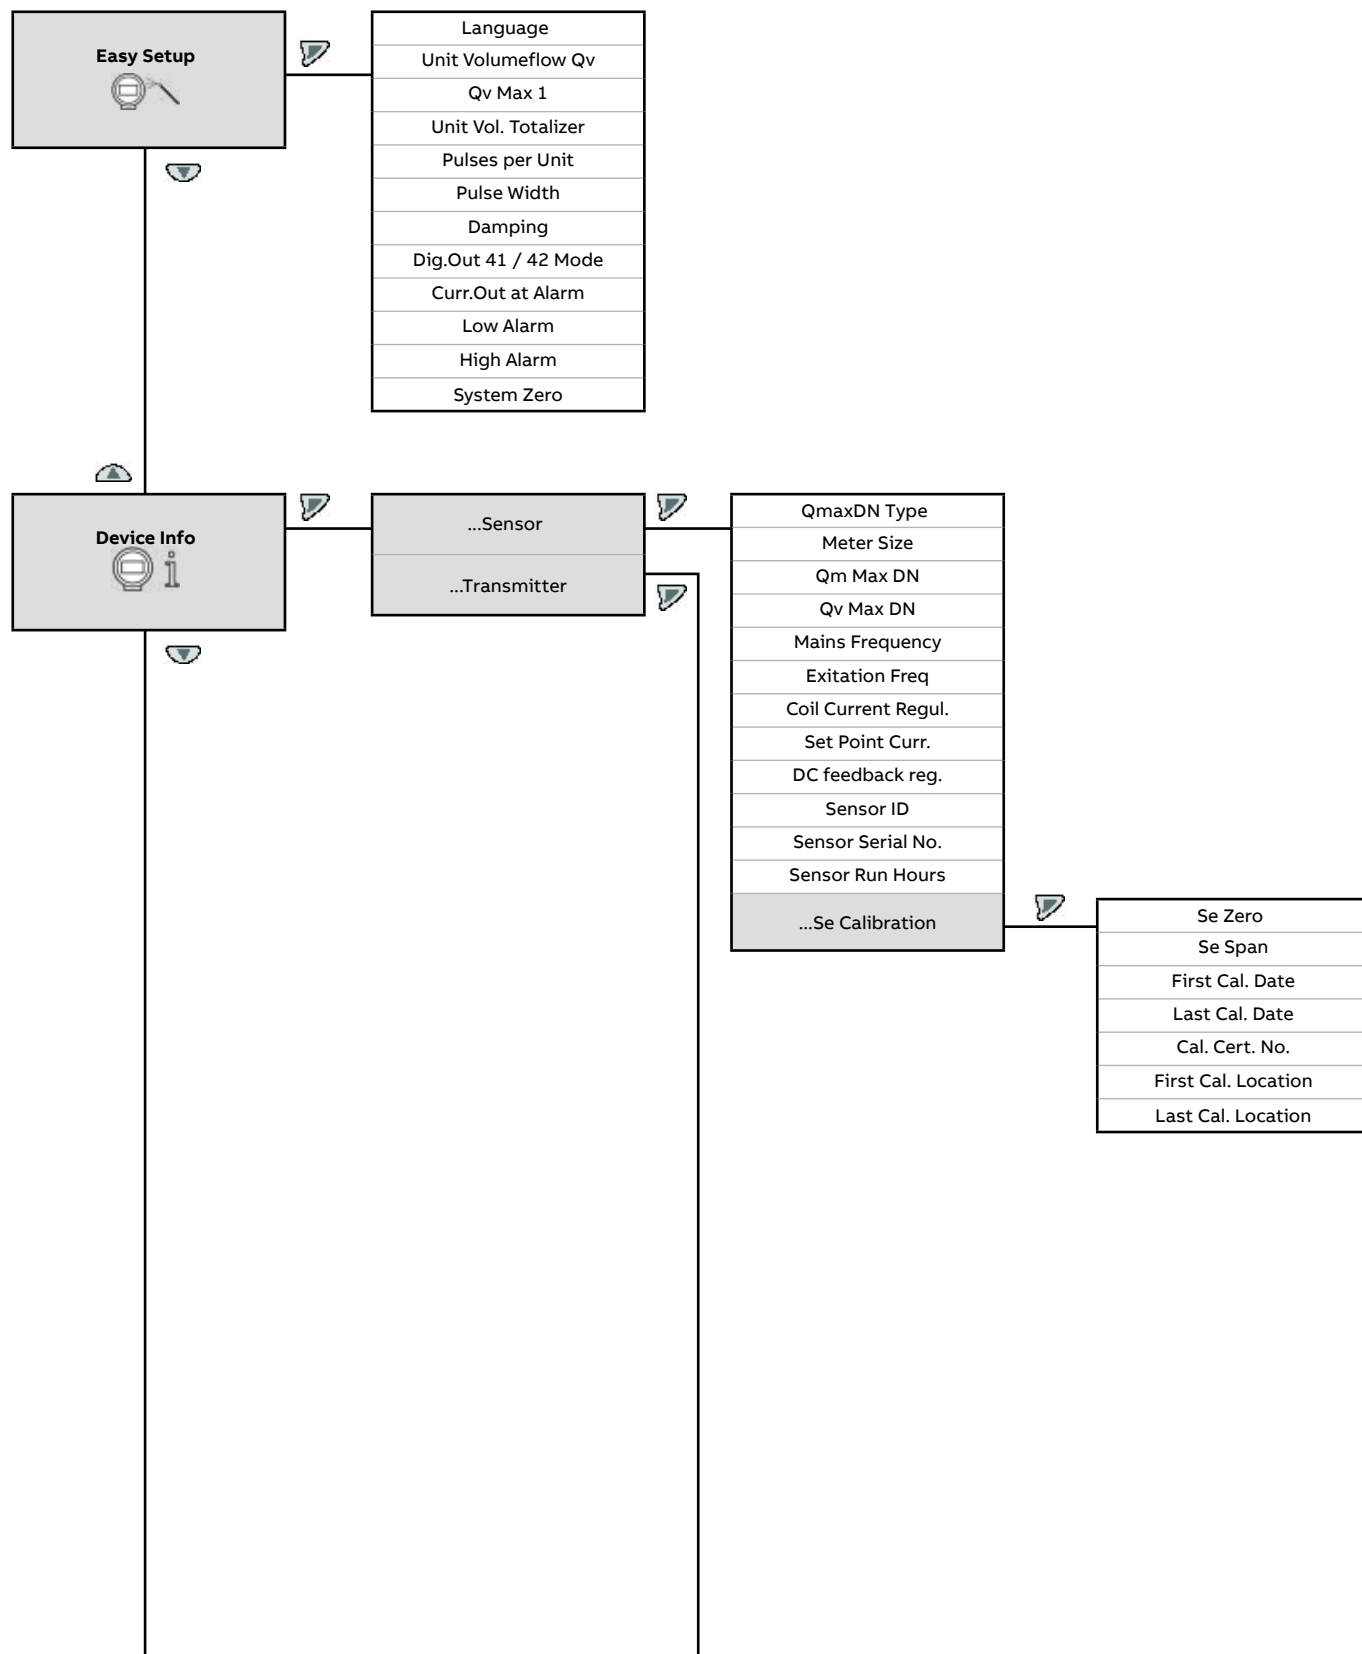 Easy Setup
Language
Unit Volumeflow Qv
Qv Max 1
Unit Vol. Totalizer
Pulses per Unit
Pulse Width
Damping
Dig.Out 41 / 42 Mode
Curr.Out at Alarm
Low Alarm
High Alarm
System Zero
Device Info
...Sensor
...Transmitter
QmaxDN Type
Meter Size
Qm Max DN
Qv Max DN
Mains Frequency
Exitation Freq
Coil Current Regul.
Set Point Curr.
DC feedback reg.
Sensor ID
Sensor Serial No.
Sensor Run Hours
...Se Calibration
Se Zero
Se Span
First Cal. Date
Last Cal. Date
Cal. Cert. No.
First Cal. Location
Last Cal. Location